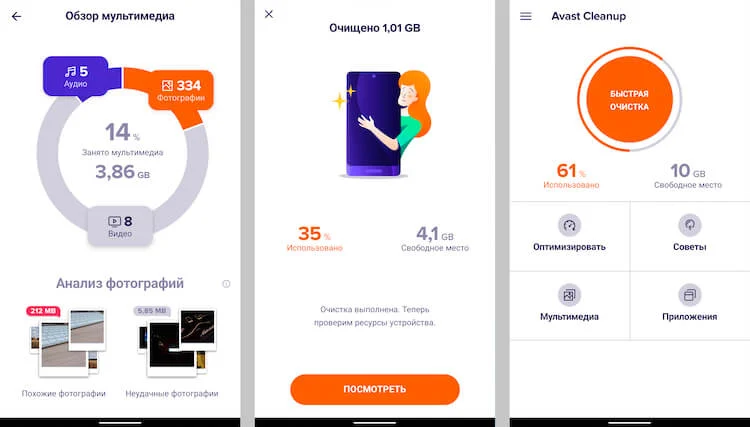 Обзор мультимедиа
5
Аудио
334
Фотографии
14 %
Занято мультимедиа
3,86 GB
8
Видео
Анализ фотографий
212 MB
5,85 MB
Похожие фотографии
Неудачные фотографии
Очищено 1,01 GB
35 %
Использовано
4,1 GB
Свободное место
Очистка выполнена. Теперь
проверим ресурсы устройства.
ПОСМОТРЕТЬ
Avast Cleanup
БЫСТРАЯ
ОЧИСТКА
61 %
Использовано
10 GB
Свободное место
Оптимизировать
Советы
Мультимедиа
Приложения